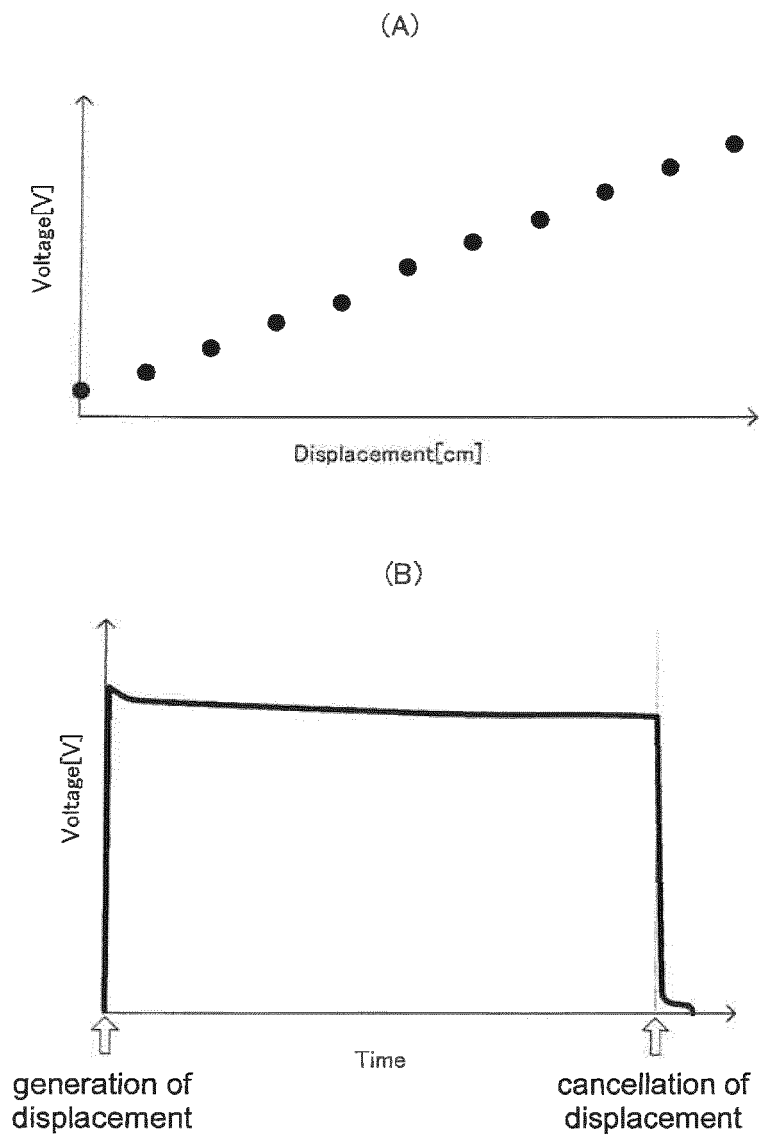 (A)
Voltage[V]
Displacement[cm]
(B)
Voltage[V]
Time
generation of
displacement
cancellation of
displacement